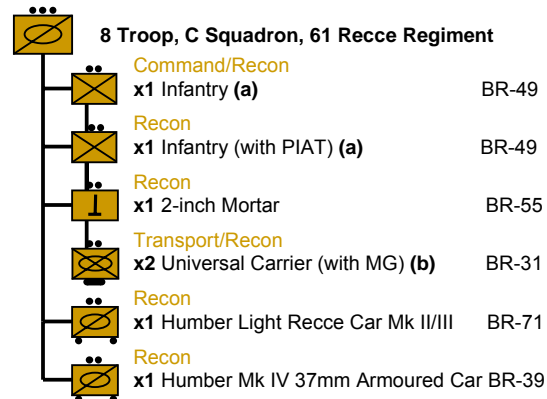 8 Troop, C Squadron, 61 Recce Regiment
Command/Recon
x1 Infantry (a) BR-49
Recon
x1 Infantry (with PIAT) (a) BR-49
Recon
x1 2-inch Mortar BR-55
Transport/Recon
x2 Universal Carrier (with MG) (b) BR-31
Recon
x1 Humber Light Recce Car Mk II/III BR-71
Recon
x1 Humber Mk IV 37mm Armoured Car BR-39